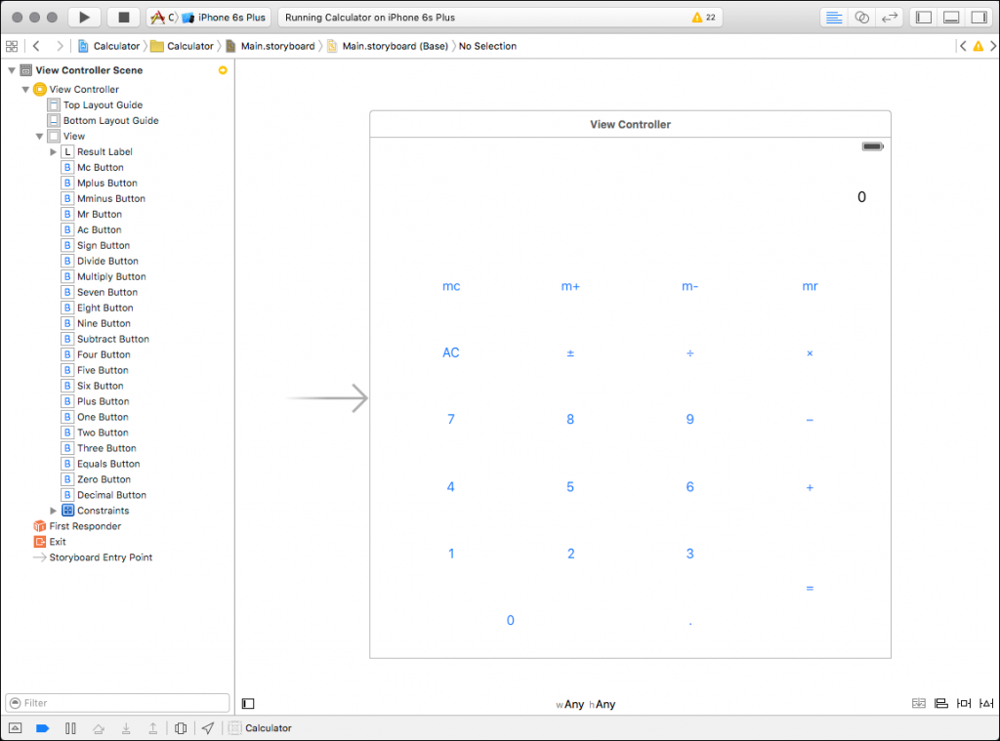 C iPhone 6s Plus Running Calculator on iPhone 6s Plus 22
Calculator Calculator Main.storyboard Main.storyboard (Base) No Selection
View Controller Scene
View Controller
Top Layout Guide
Bottom Layout Guide
View
L Result Label
B Mc Button
B Mplus Button
B Mminus Button
B Mr Button
B Ac Button
B Sign Button
B Divide Button
B Multiply Button
B Seven Button
B Eight Button
B Nine Button
B Subtract Button
B Four Button
B Five Button
B Six Button
B Plus Button
B One Button
B Two Button
B Three Button
B Equals Button
B Zero Button
B Decimal Button
Constraints
First Responder
Exit
Storyboard Entry Point
View Controller
0
mc m+ m- mr
AC ± ÷ ×
7 8 9 −
4 5 6 +
1 2 3
=
0 .
Filter
wAny hAny
Calculator